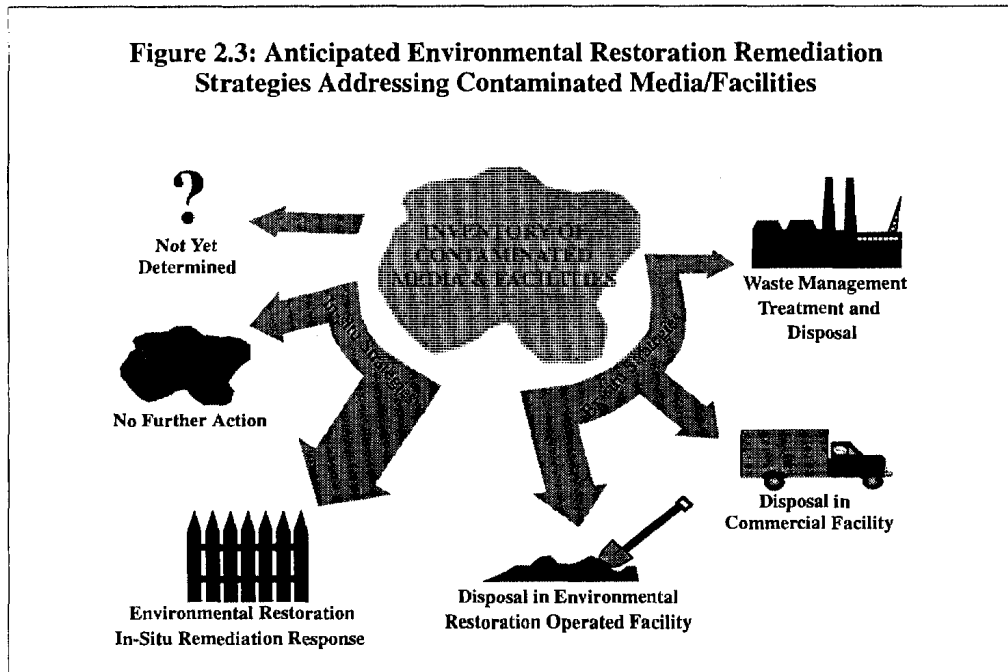 Figure 2.3: Anticipated Environmental Restoration Remediation
Strategies Addressing Contaminated Media/Facilities
INVENTORY OF
CONTAMINATED
MEDIA & FACILITIES
?
Not Yet
Determined
No Further Action
Environmental Restoration
In-Situ Remediation Response
Disposal in Environmental
Restoration Operated Facility
Disposal in
Commercial Facility
Waste Management
Treatment and
Disposal